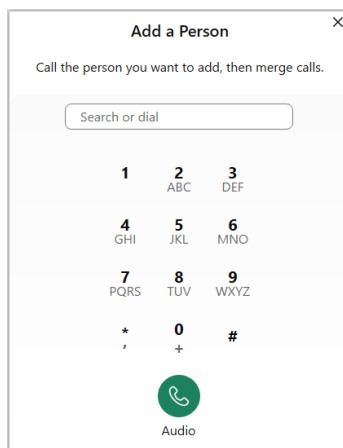 Add a Person
Call the person you want to add, then merge calls.
Search or dial
1 2 3
ABC DEF
4 5 6
GHI JKL MNO
7 8 9
PQRS TUV WXYZ
* 0 #
, +
Audio